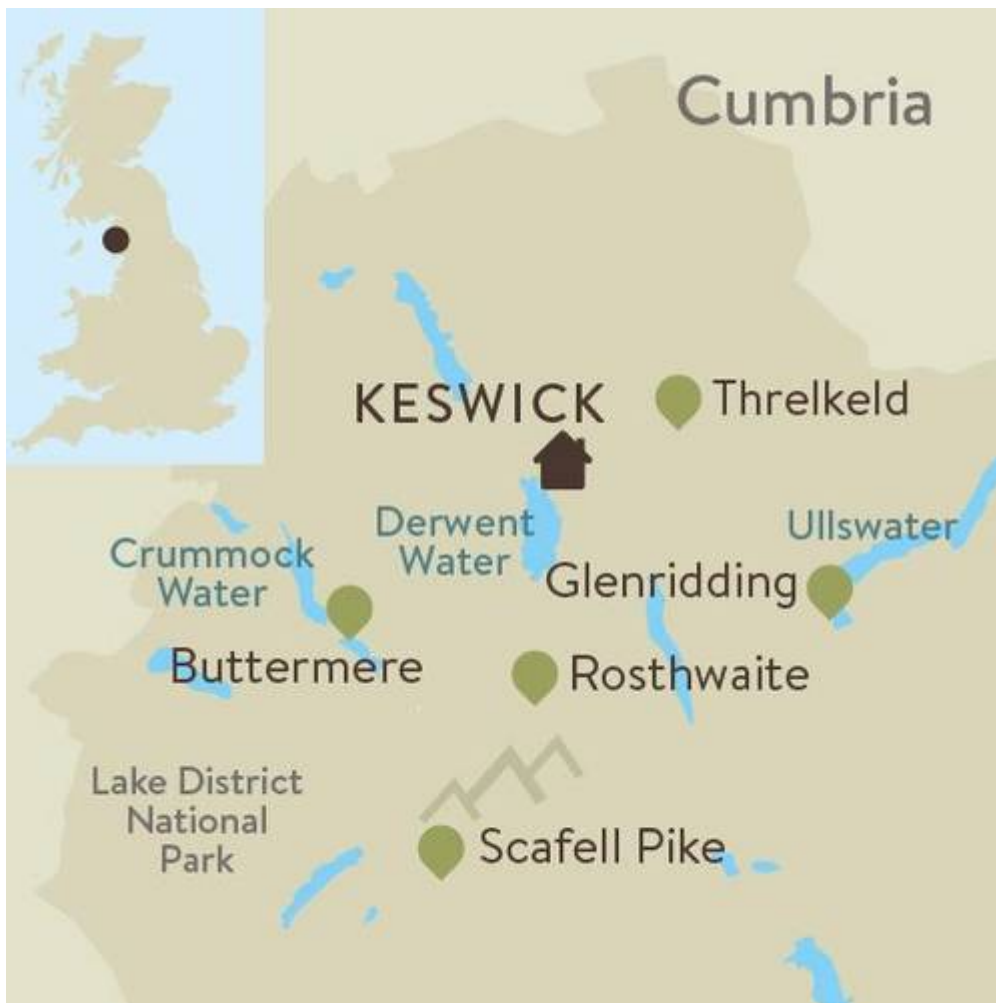 Cumbria
KESWICK
Threlkeld
Derwent
Water
Ullswater
Crummock
Water
Glenridding
Buttermere
Rosthwaite
Lake District
National
Park
Scafell Pike